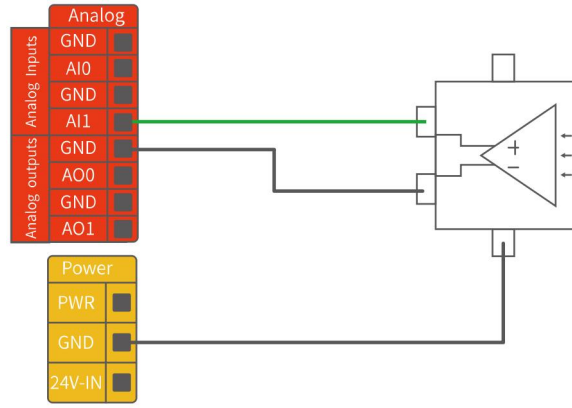 Analog
Analog Inputs
GND
AI0
GND
AI1
Analog outputs
GND
AO0
GND
AO1
+
−
Power
PWR
GND
24V-IN